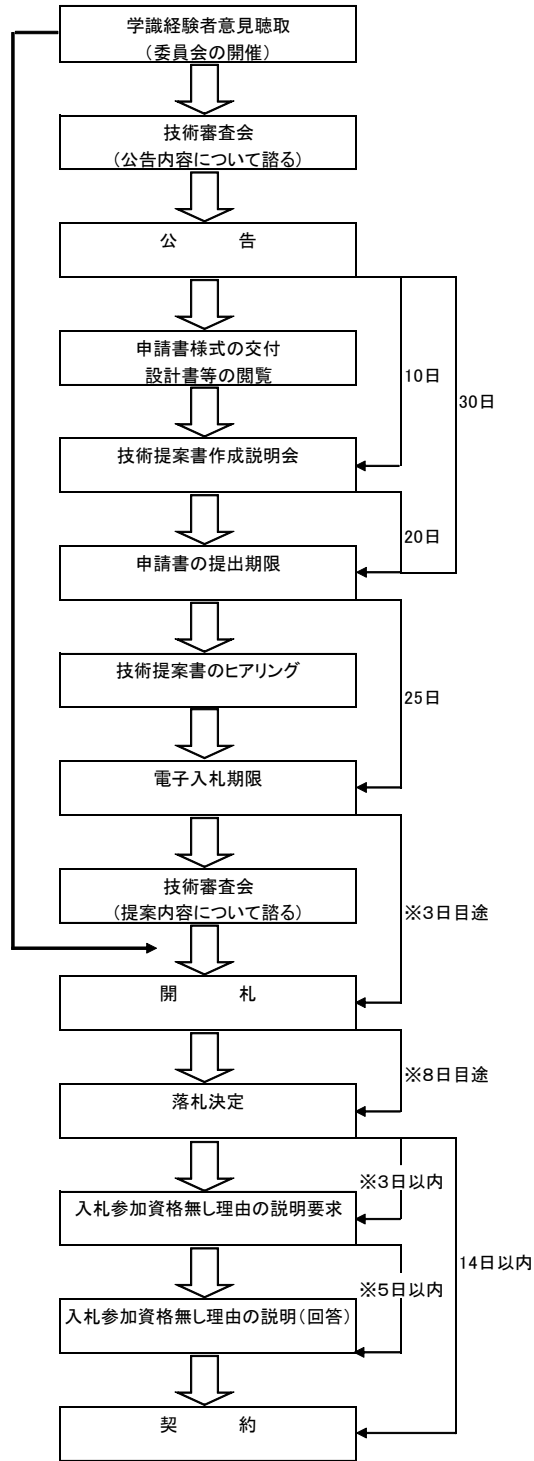 学識経験者意見聴取
(委員会の開催)
技術審査会
(公告内容について諮る)
公　　　告
申請書様式の交付
設計書等の閲覧
10日
30日
技術提案書作成説明会
20日
申請書の提出期限
技術提案書のヒアリング
25日
電子入札期限
技術審査会
(提案内容について諮る)
※3日目途
開　　　札
※8日目途
落札決定
※3日以内
入札参加資格無し理由の説明要求
14日以内
※5日以内
入札参加資格無し理由の説明(回答)
契　　　約